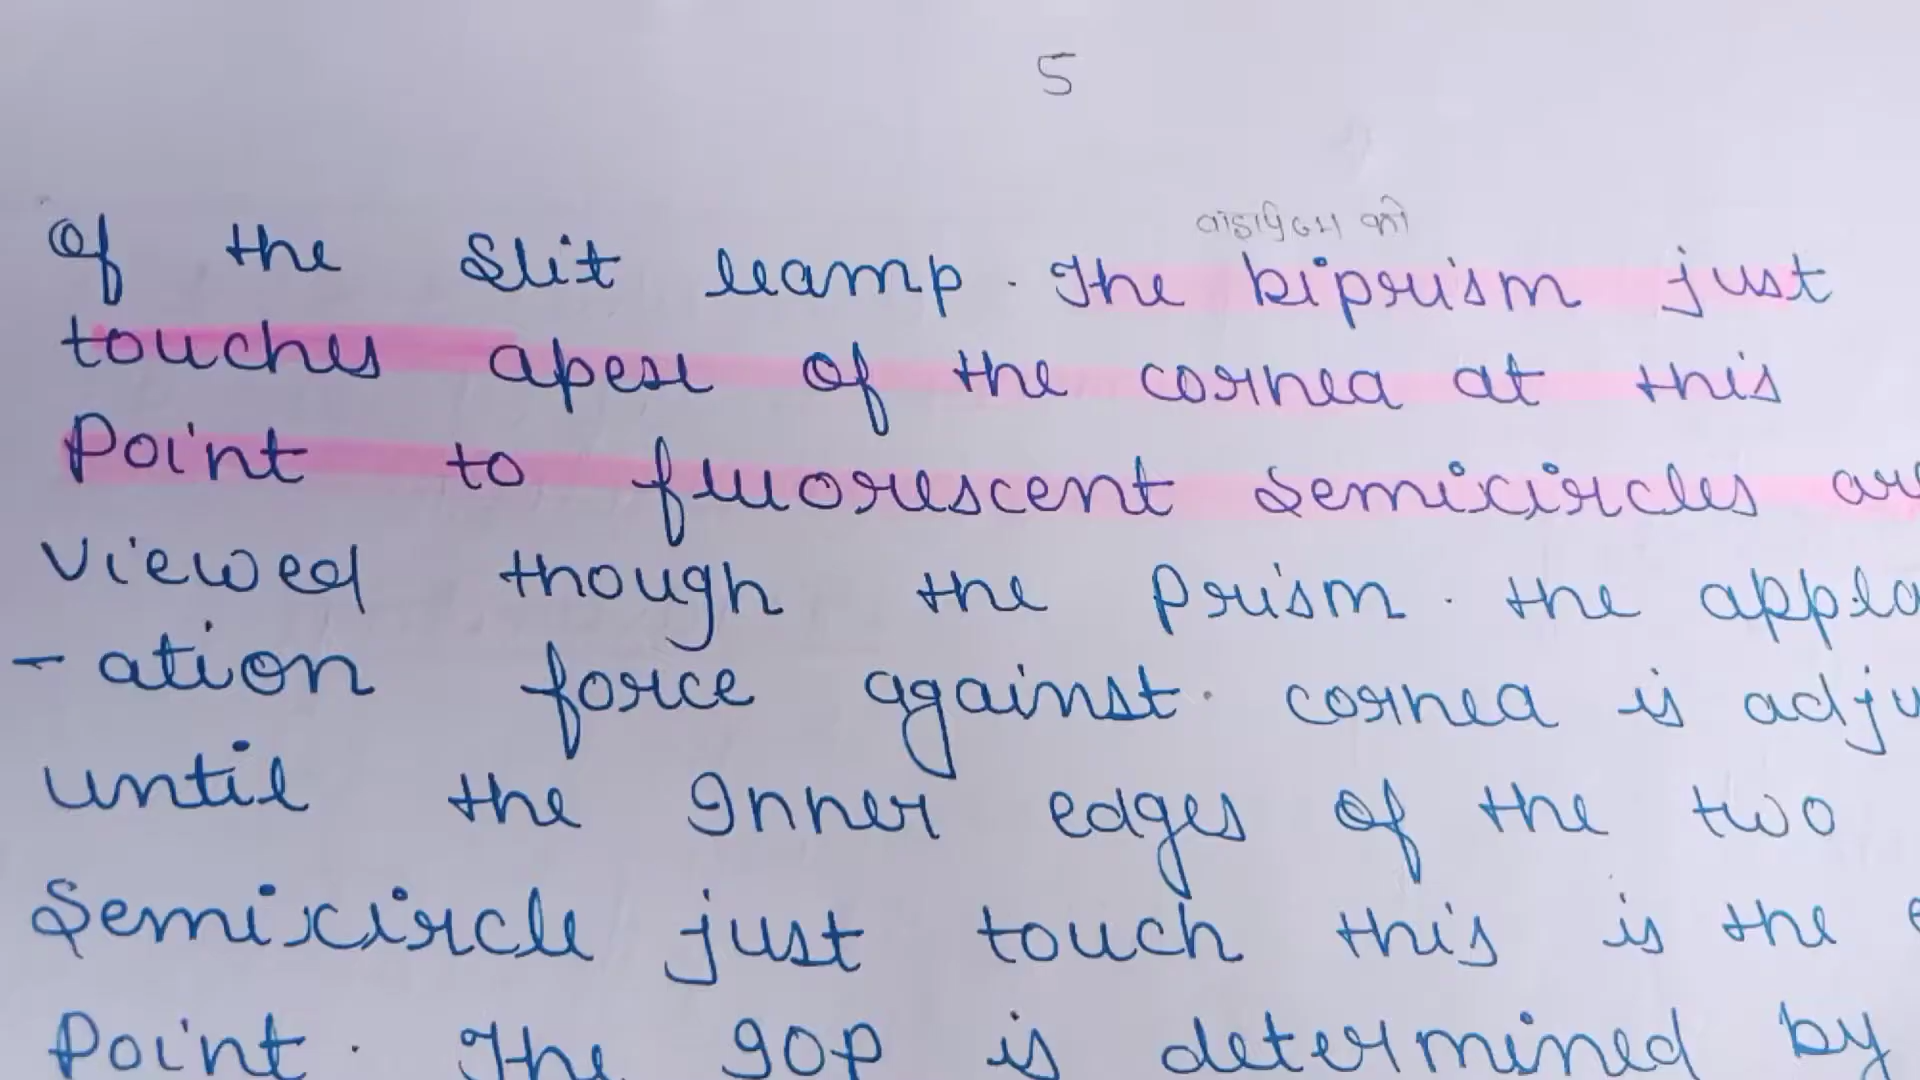 5
को
of the Slit lamp. The biprism just
touches apex of the cornea at this
Point to fluorescent semicircles are
viewed though the prism. the appla
-ation force against cornea is adju
until the Inner edges of the two
Semicircle just touch this is the
Point. The IOP is determined by